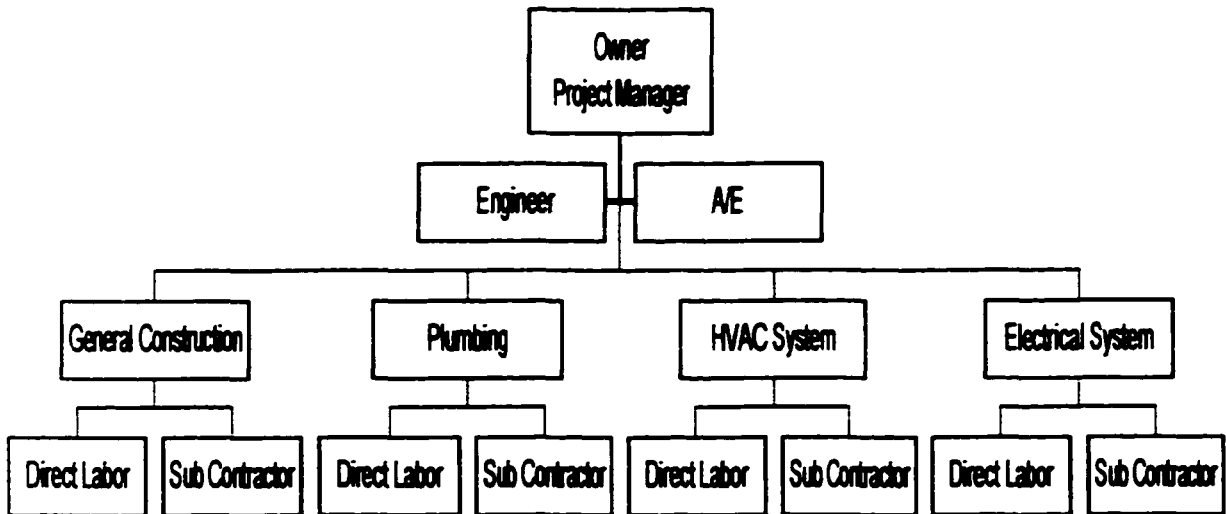 Owner
Project Manager
Engineer
A/E
General Construction
Plumbing
HVAC System
Electrical System
Direct Labor
Sub Contractor
Direct Labor
Sub Contractor
Direct Labor
Sub Contractor
Direct Labor
Sub Contractor